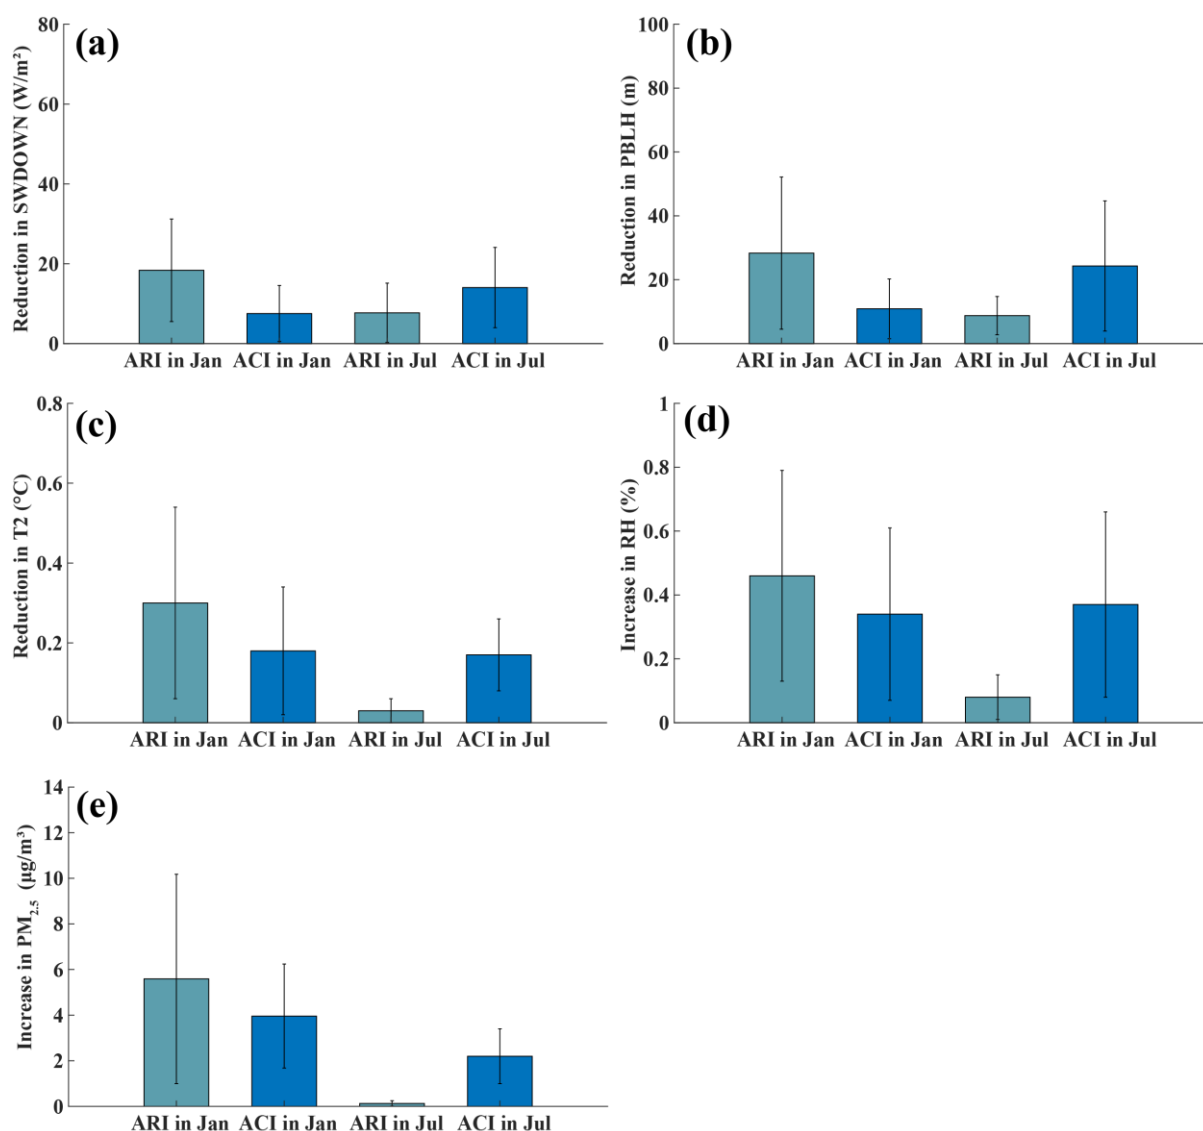 (a)
Reduction in SWDOWN (W/m²)
80
60
40
20
0
ARI in Jan ACI in Jan ARI in Jul ACI in Jul
(b)
Reduction in PBLH (m)
100
80
60
40
20
0
ARI in Jan ACI in Jan ARI in Jul ACI in Jul
(c)
Reduction in T2 (°C)
0.8
0.6
0.4
0.2
0
ARI in Jan ACI in Jan ARI in Jul ACI in Jul
(d)
Increase in RH (%)
1
0.8
0.6
0.4
0.2
0
ARI in Jan ACI in Jan ARI in Jul ACI in Jul
(e)
Increase in PM2.5 (μg/m³)
14
12
10
8
6
4
2
0
ARI in Jan ACI in Jan ARI in Jul ACI in Jul